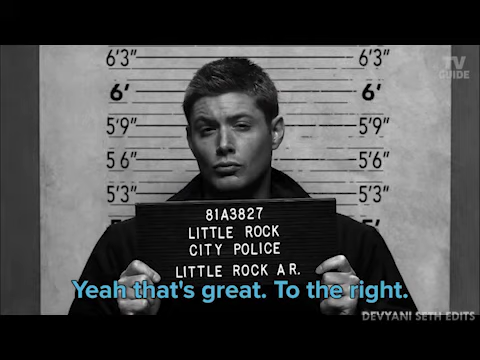 TV
GUIDE
6'3" 6'3"
6' 6'
5'9" 5'9"
5'6" 5'6"
5'3" 5'3"
81A3827
LITTLE ROCK
CITY POLICE
LITTLE ROCK A R.
Yeah that's great. To the right.
DEVYANI SETH EDITS